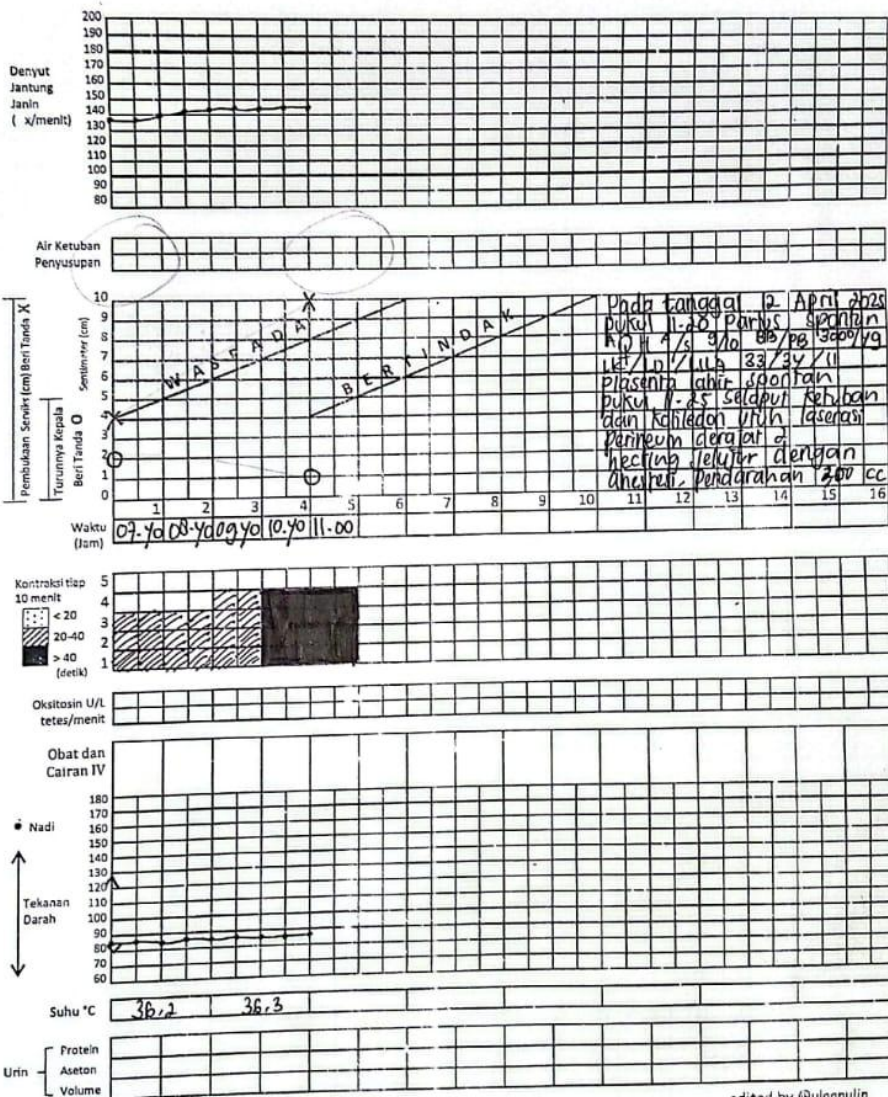 200
190
180
170
160
150
140
130
120
110
100
90
80
Denyut
Jantung
Janin
( x/menit)
Air Ketuban
Penyusupan
Pembukaan Serviks (cm) Beri Tanda X
Turunnya Kepala
Beri Tanda O
Sentimeter (cm)
10
9
8
7
6
5
4
3
2
1
0
WASPADA
BERTINDAK
Pada tanggal 12 April 2025
pukul 11.20 Partus spontan
A/S 9/10 BB/PB 3000/49
33/34/11
plasenta lahir spontan
pukul 11.25 selaput ketuban
dan kotiledon utuh laserasi
Perineum derajat 2
hecting jelujur dengan
anestesi, Pendarahan 300 cc
1 2 3 4 5 6 7 8 9 10 11 12 13 14 15 16
Waktu
(Jam)
07.40 08.40 09.40 10.40 11.00
Kontraksi tiap
10 menit
< 20
20-40
> 40
(detik)
5
4
3
2
1
Oksitosin U/L
tetes/menit
Obat dan
Cairan IV
Nadi
Tekanan
Darah
180
170
160
150
140
130
120
110
100
90
80
70
60
Suhu °C 36,2 36,3
Urin
Protein
Aseton
Volume